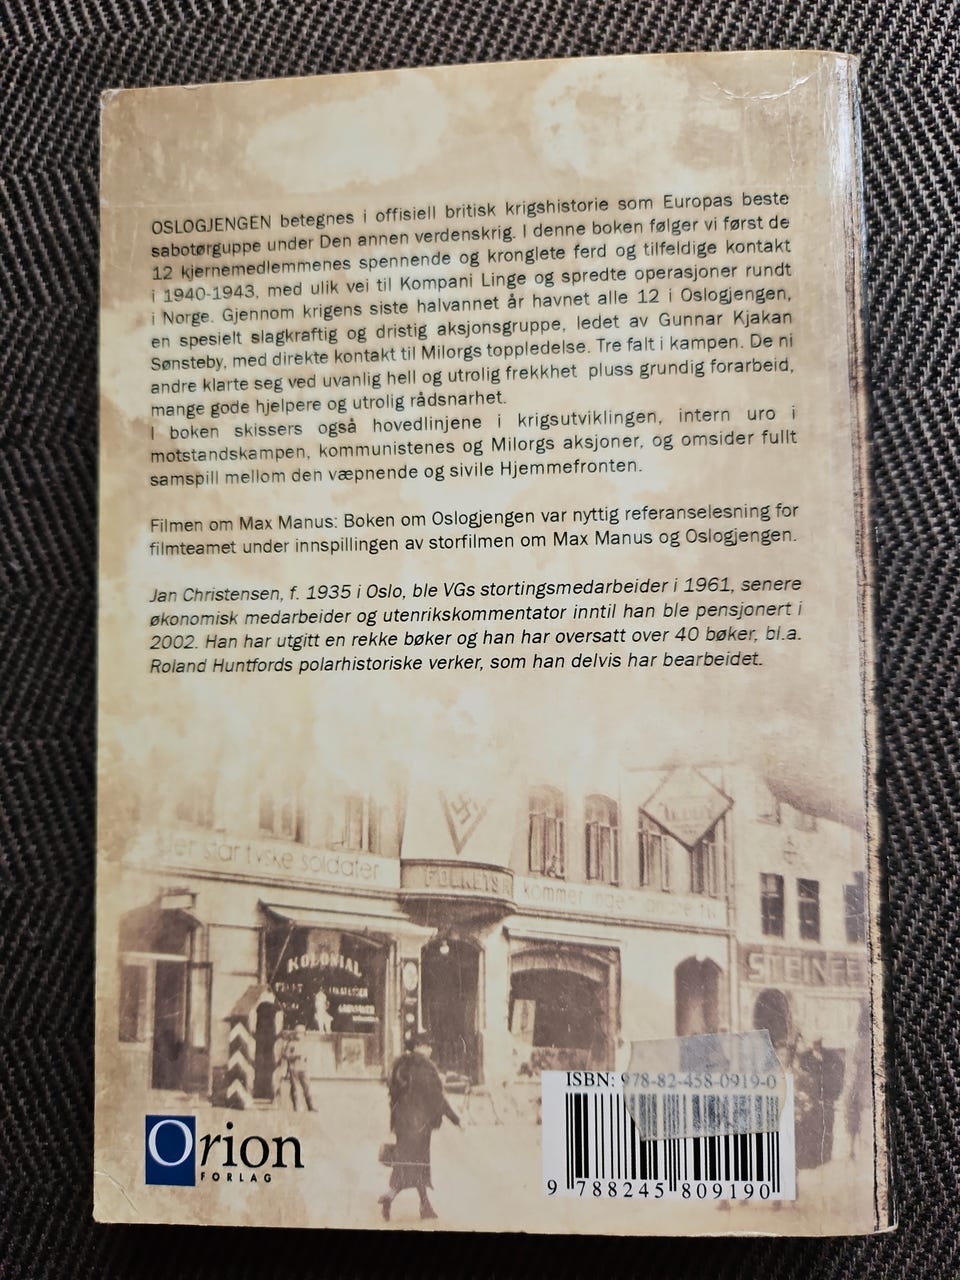 OSLOGJENGEN betegnes i offisiell britisk krigshistorie som Europas beste
sabotørguppe under Den annen verdenskrig. I denne boken følger vi først de
12 kjernemedlemmenes spennende og kronglete ferd og tilfeldige kontakt
i 1940-1943, med ulik vei til Kompani Linge og spredte operasjoner rundt
i Norge. Gjennom krigens siste halvannet år havnet alle 12 i Oslogjengen,
en spesielt slagkraftig og dristig aksjonsgruppe, ledet av Gunnar Kjakan
Sønsteby, med direkte kontakt til Milorgs toppledelse. Tre falt i kampen. De ni
andre klarte seg ved uvanlig hell og utrolig frekkhet pluss grundig forarbeid,
mange gode hjelpere og utrolig rådsnarhet.
I boken skissers også hovedlinjene i krigsutviklingen, intern uro i
motstandskampen, kommunistenes og Milorgs aksjoner, og omsider fullt
samspill mellom den væpnende og sivile Hjemmefronten.
Filmen om Max Manus: Boken om Oslogjengen var nyttig referanselesning for
filmteamet under innspillingen av storfilmen om Max Manus og Oslogjengen.
Jan Christensen, f. 1935 i Oslo, ble VGs stortingsmedarbeider i 1961, senere
økonomisk medarbeider og utenrikskommentator inntil han ble pensjonert i
2002. Han har utgitt en rekke bøker og han har oversatt over 40 bøker, bl.a.
Roland Huntfords polarhistoriske verker, som han delvis har bearbeidet.
der står tyske soldater
FOLKETS
kommer ingen andre
KOLONIAL
ISBN: 978-82-458-0919-0
Orion
FORLAG
9 788245 809190